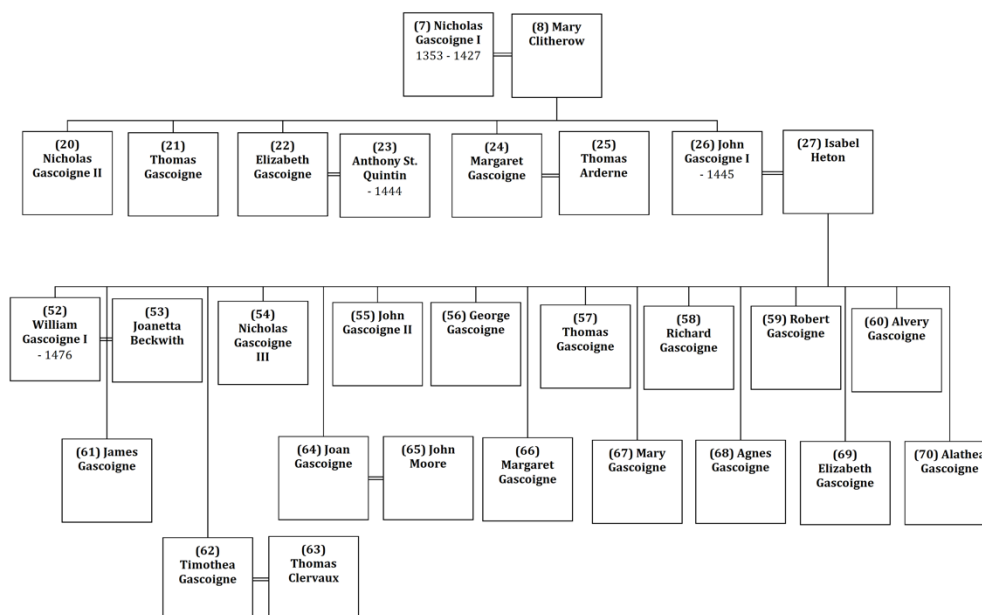 (7) Nicholas
Gascoigne I
1353 - 1427
(8) Mary
Clitherow
(20)
Nicholas
Gascoigne II
(21)
Thomas
Gascoigne
(22)
Elizabeth
Gascoigne
(23)
Anthony St.
Quintin
- 1444
(24)
Margaret
Gascoigne
(25)
Thomas
Arderne
(26) John
Gascoigne I
- 1445
(27) Isabel
Heton
(52)
William
Gascoigne I
- 1476
(53)
Joanetta
Beckwith
(54)
Nicholas
Gascoigne
III
(55) John
Gascoigne II
(56) George
Gascoigne
(57)
Thomas
Gascoigne
(58)
Richard
Gascoigne
(59) Robert
Gascoigne
(60) Alvery
Gascoigne
(61) James
Gascoigne
(64) Joan
Gascoigne
(65) John
Moore
(66)
Margaret
Gascoigne
(67) Mary
Gascoigne
(68) Agnes
Gascoigne
(69)
Elizabeth
Gascoigne
(70) Alathea
Gascoigne
(62)
Timothea
Gascoigne
(63)
Thomas
Clervaux